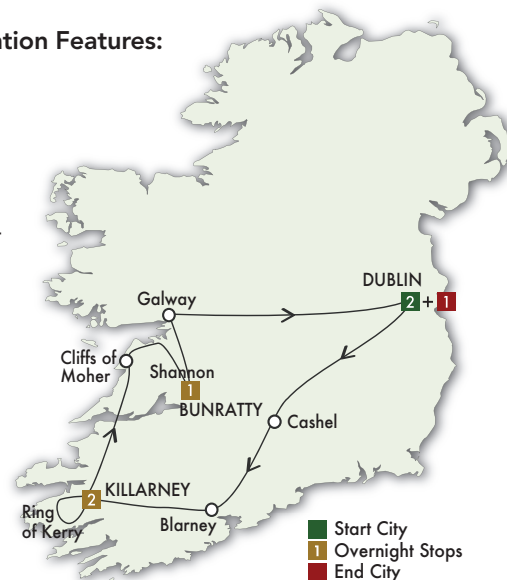 ation Features:
DUBLIN
2 + 1
Galway
Cliffs of
Moher
Shannon
1
BUNRATTY
Cashel
2
KILLARNEY
Ring
of Kerry
Blarney
Start City
1 Overnight Stops
End City